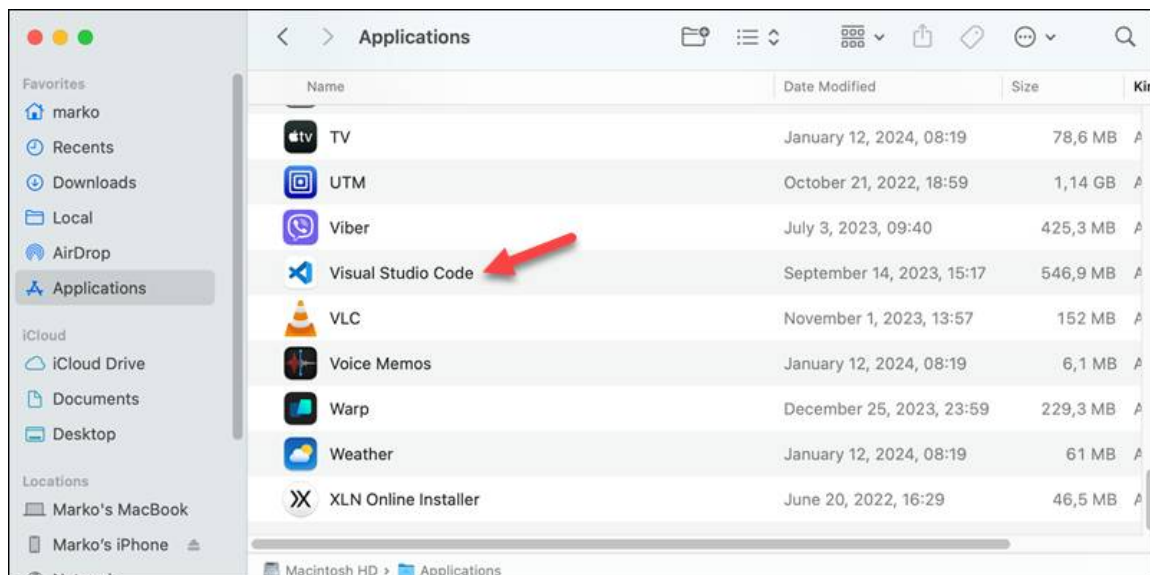 Applications
Favorites
marko
Recents
Downloads
Local
AirDrop
Applications
iCloud
iCloud Drive
Documents
Desktop
Locations
Marko's MacBook
Marko's iPhone
Name Date Modified Size
tv TV January 12, 2024, 08:19 78,6 MB
UTM October 21, 2022, 18:59 1,14 GB
Viber July 3, 2023, 09:40 425,3 MB
Visual Studio Code September 14, 2023, 15:17 546,9 MB
VLC November 1, 2023, 13:57 152 MB
Voice Memos January 12, 2024, 08:19 6,1 MB
Warp December 25, 2023, 23:59 229,3 MB
Weather January 12, 2024, 08:19 61 MB
XLN Online Installer June 20, 2022, 16:29 46,5 MB
Macintosh HD › Applications